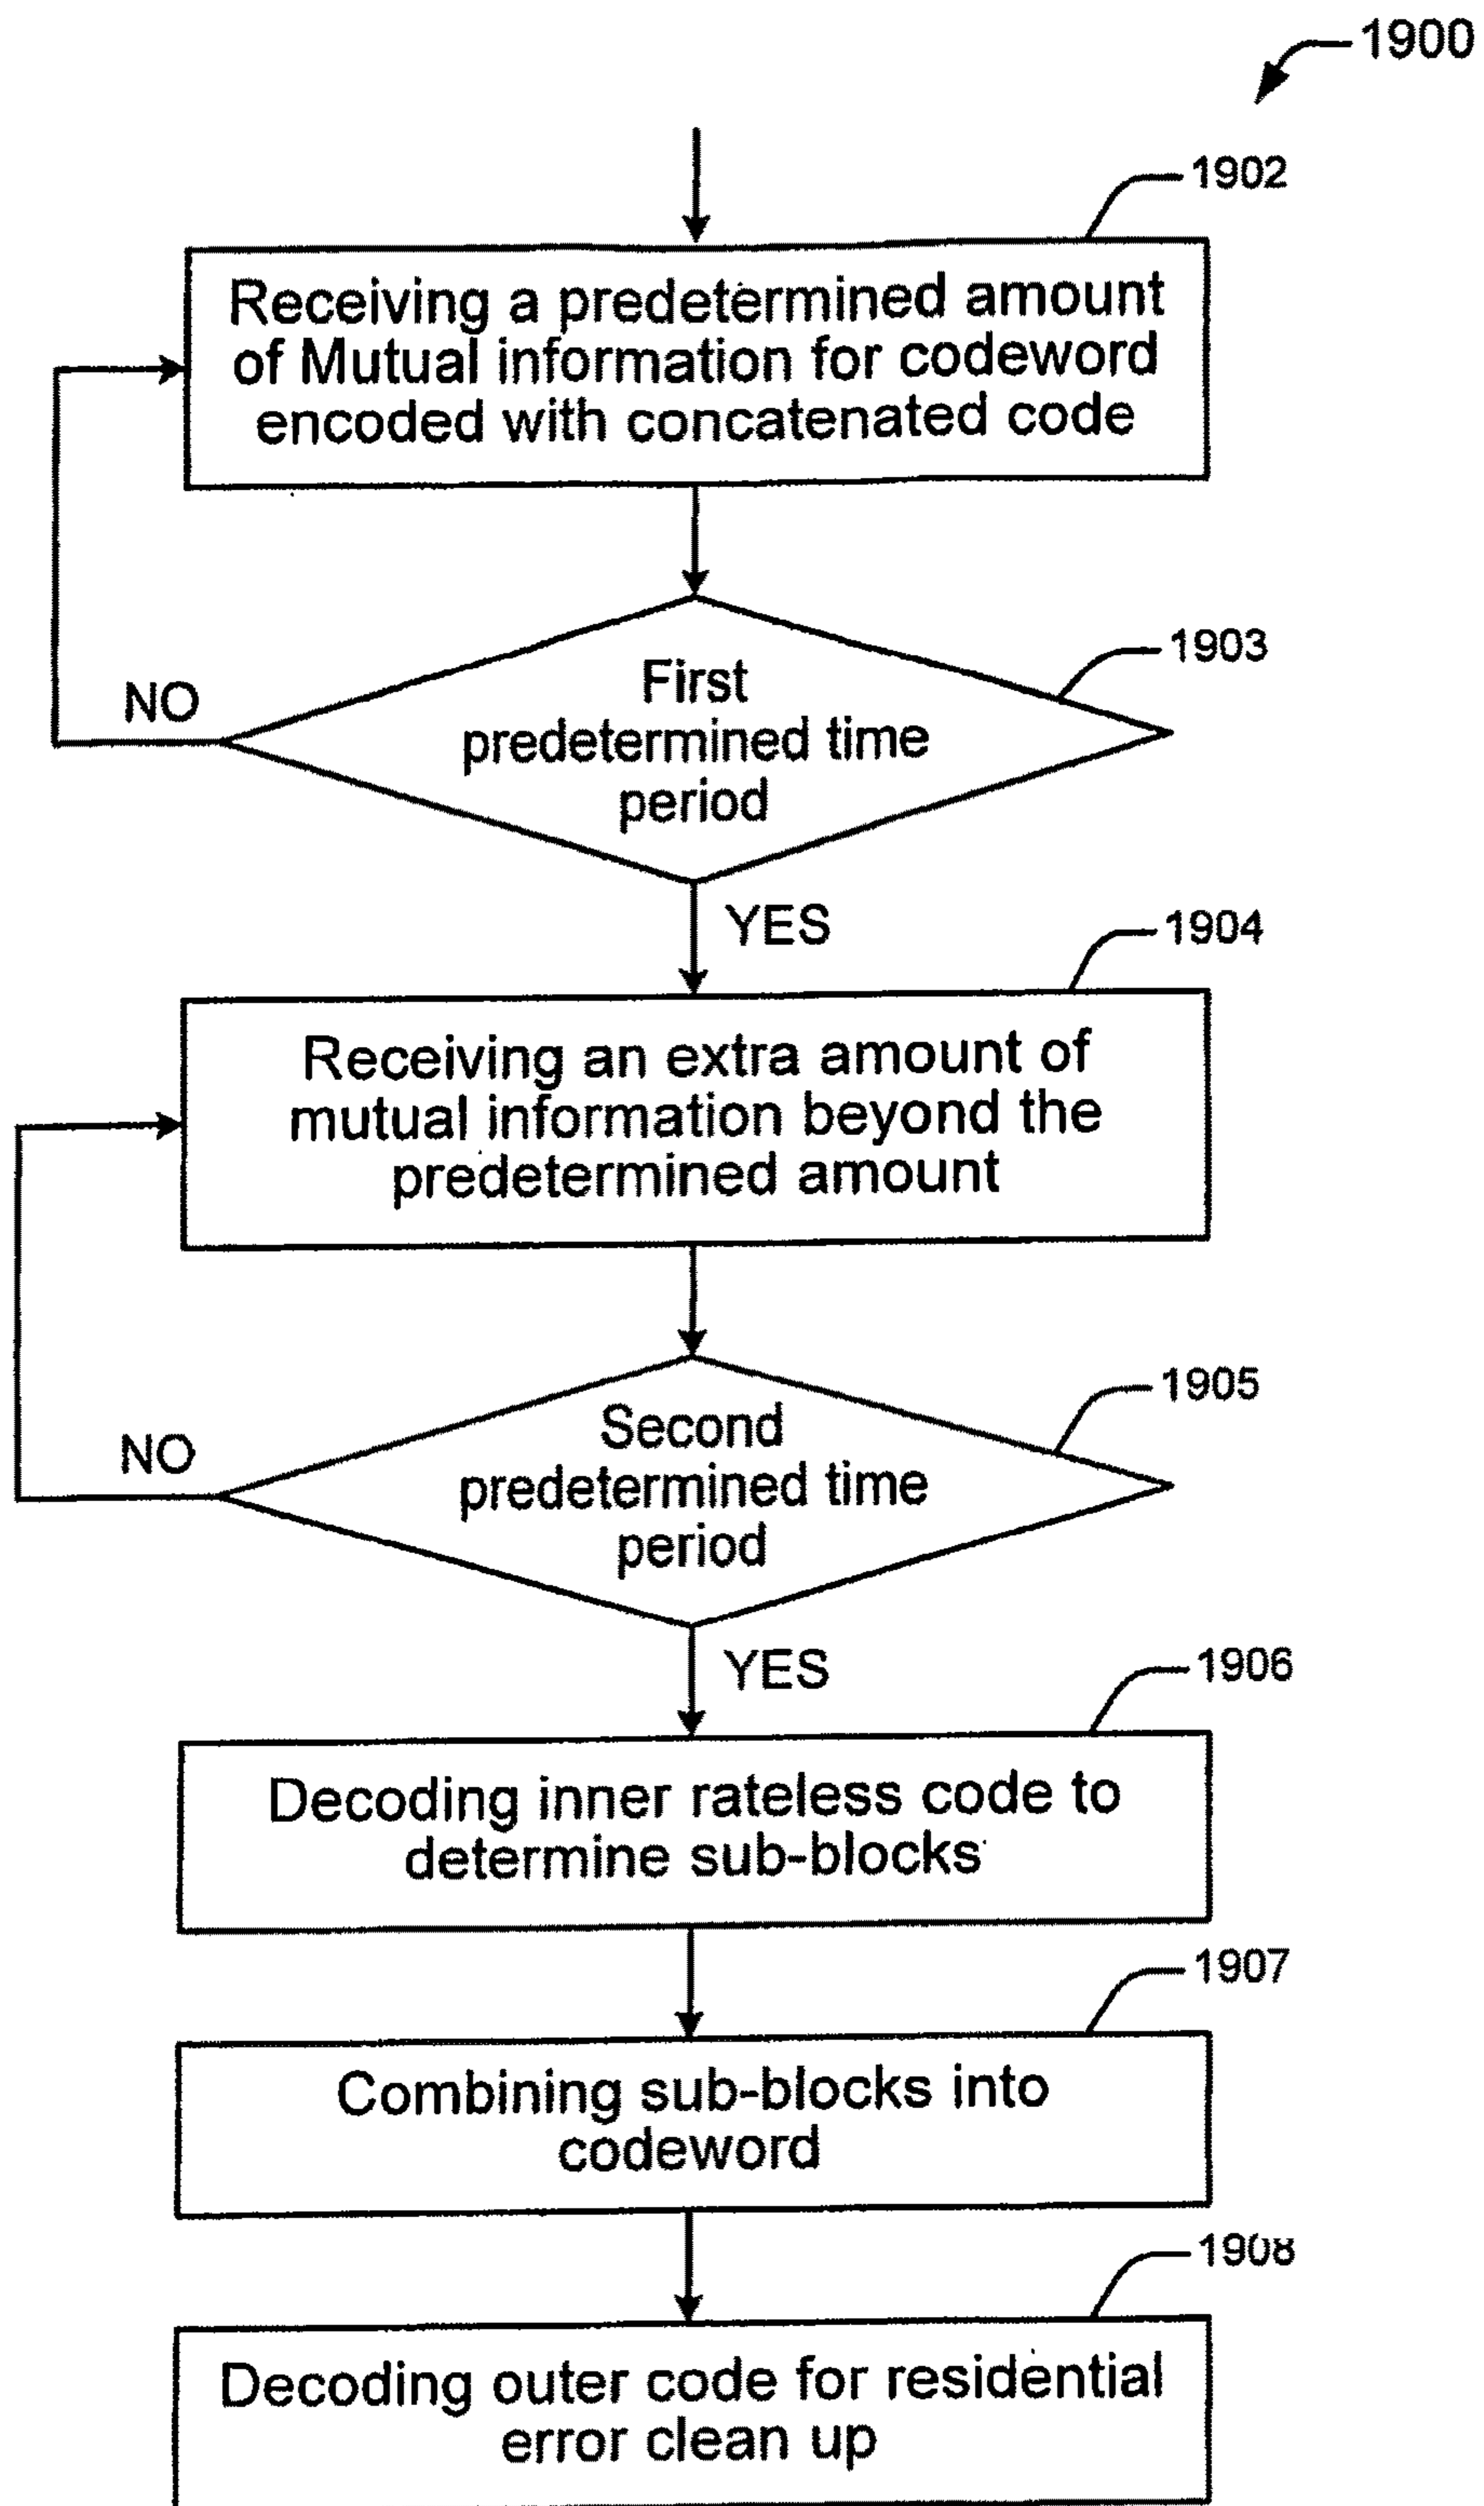 1900
1902
Receiving a predetermined amount
of Mutual information for codeword
encoded with concatenated code
1903
First
predetermined time
period
NO
YES
1904
Receiving an extra amount of
mutual information beyond the
predetermined amount
1905
Second
predetermined time
period
NO
YES
1906
Decoding inner rateless code to
determine sub-blocks
1907
Combining sub-blocks into
codeword
1908
Decoding outer code for residential
error clean up